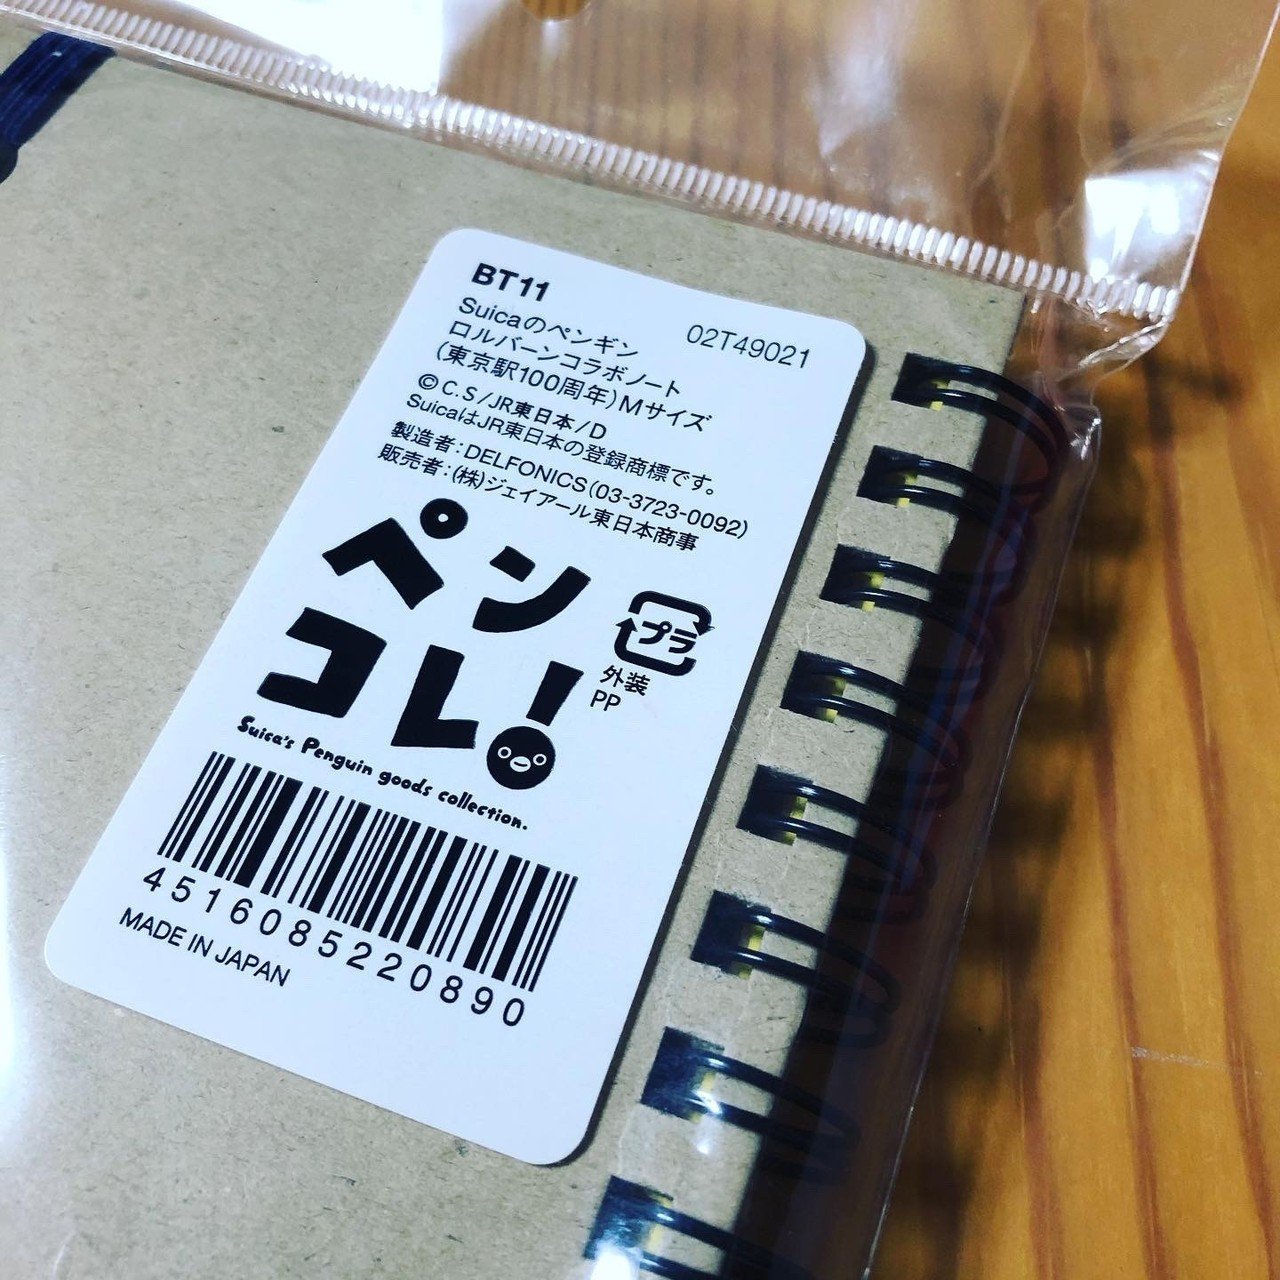 BT11
02T49021
Suicaのペンギン
ロルバーンコラボノート
(東京駅100周年)Mサイズ
©C.S/JR東日本/D
SuicaはJR東日本の登録商標です。
製造者:DELFONICS(03-3723-0092)
販売者:(株)ジェイアール東日本商事
ペン
コレ!
プラ
外装
PP
Suica's Penguin goods collection.
4516085220890
MADE IN JAPAN